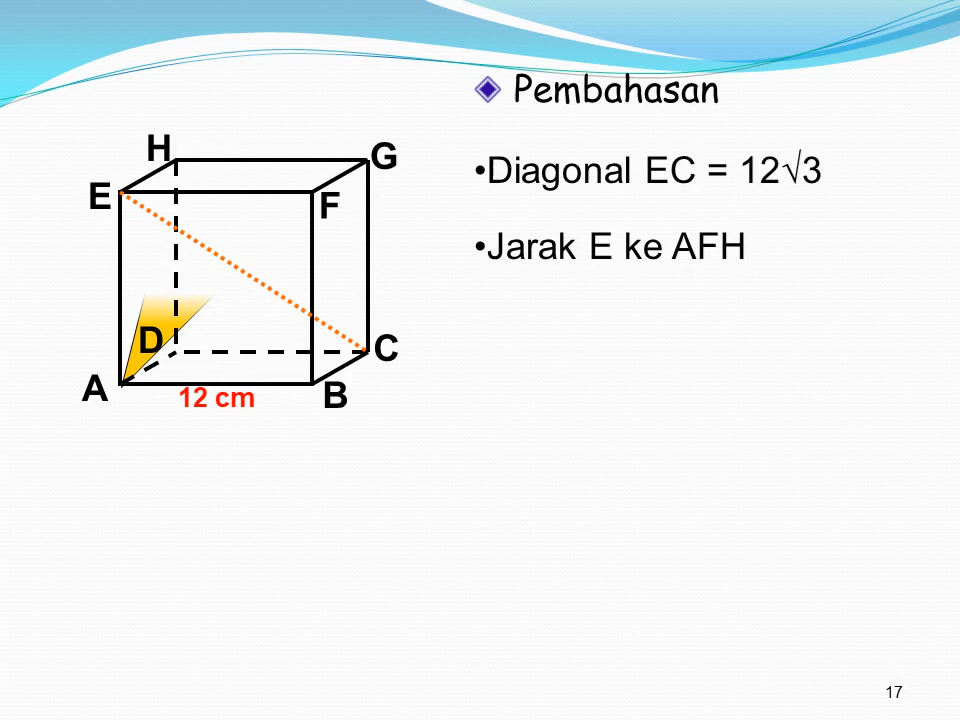 Pembahasan
•Diagonal EC = 12√3
•Jarak E ke AFH
H
G
E
F
D
C
A
B
12 cm
17